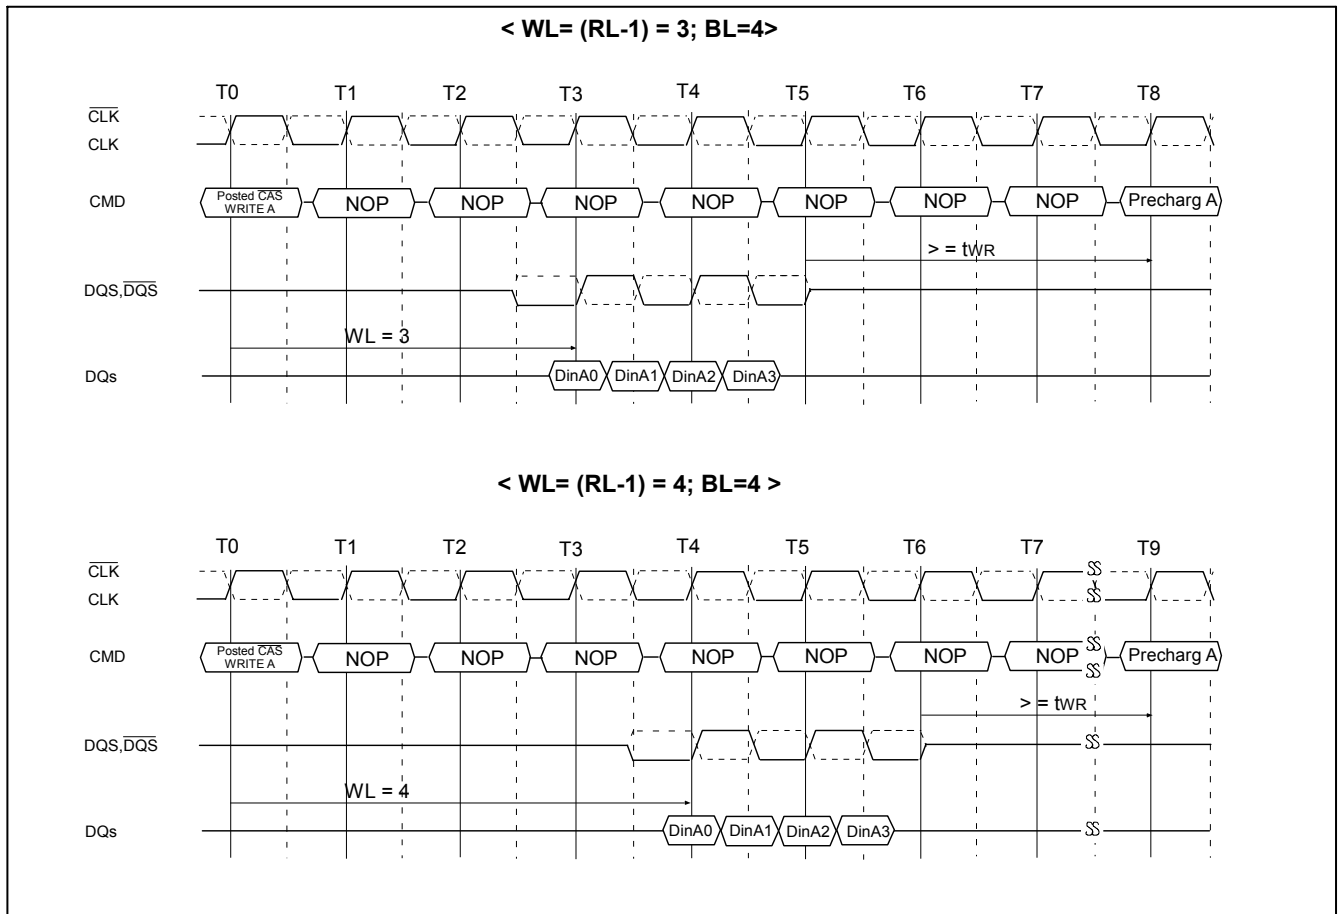 < WL= (RL-1) = 3; BL=4>
T0 T1 T2 T3 T4 T5 T6 T7 T8
CLK
CLK
CMD
Posted CAS
WRITE A
NOP NOP NOP NOP NOP NOP NOP Precharg A
> = tWR
DQS,DQS
WL = 3
DQs
DinA0 DinA1 DinA2 DinA3
< WL= (RL-1) = 4; BL=4 >
T0 T1 T2 T3 T4 T5 T6 T7 T9
CLK
CLK
CMD
Posted CAS
WRITE A
NOP NOP NOP NOP NOP NOP NOP Precharg A
> = tWR
DQS,DQS
WL = 4
DQs
DinA0 DinA1 DinA2 DinA3